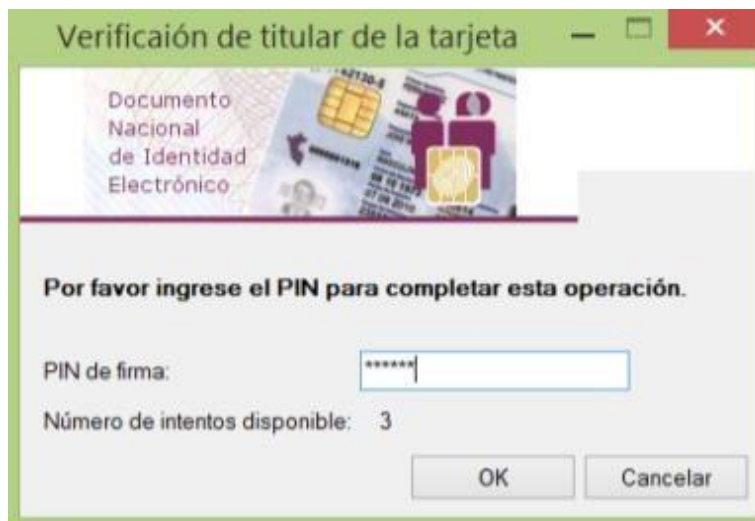 Verificaión de titular de la tarjeta
Documento
Nacional
de Identidad
Electrónico
Por favor ingrese el PIN para completar esta operación.
PIN de firma: ******
Número de intentos disponible: 3
OK Cancelar